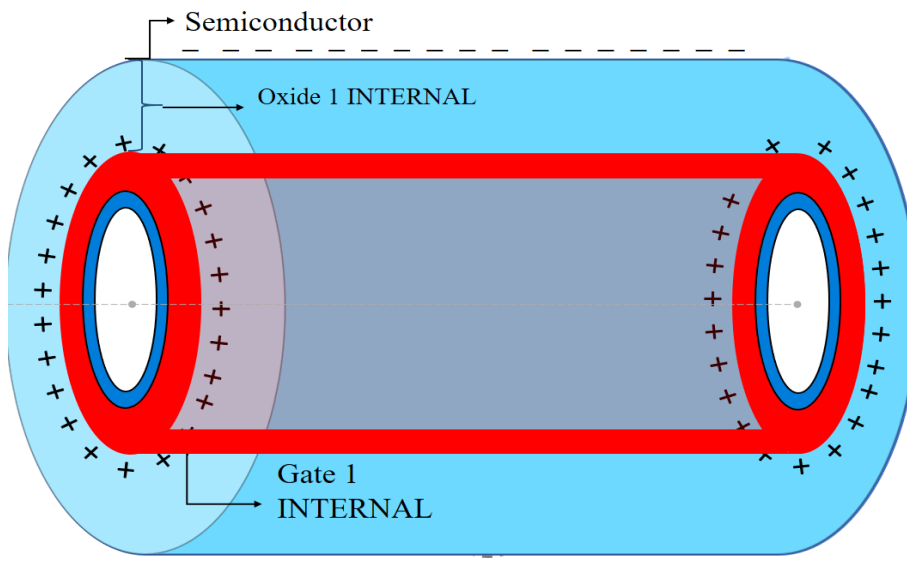 Semiconductor
Oxide 1 INTERNAL
Gate 1
INTERNAL